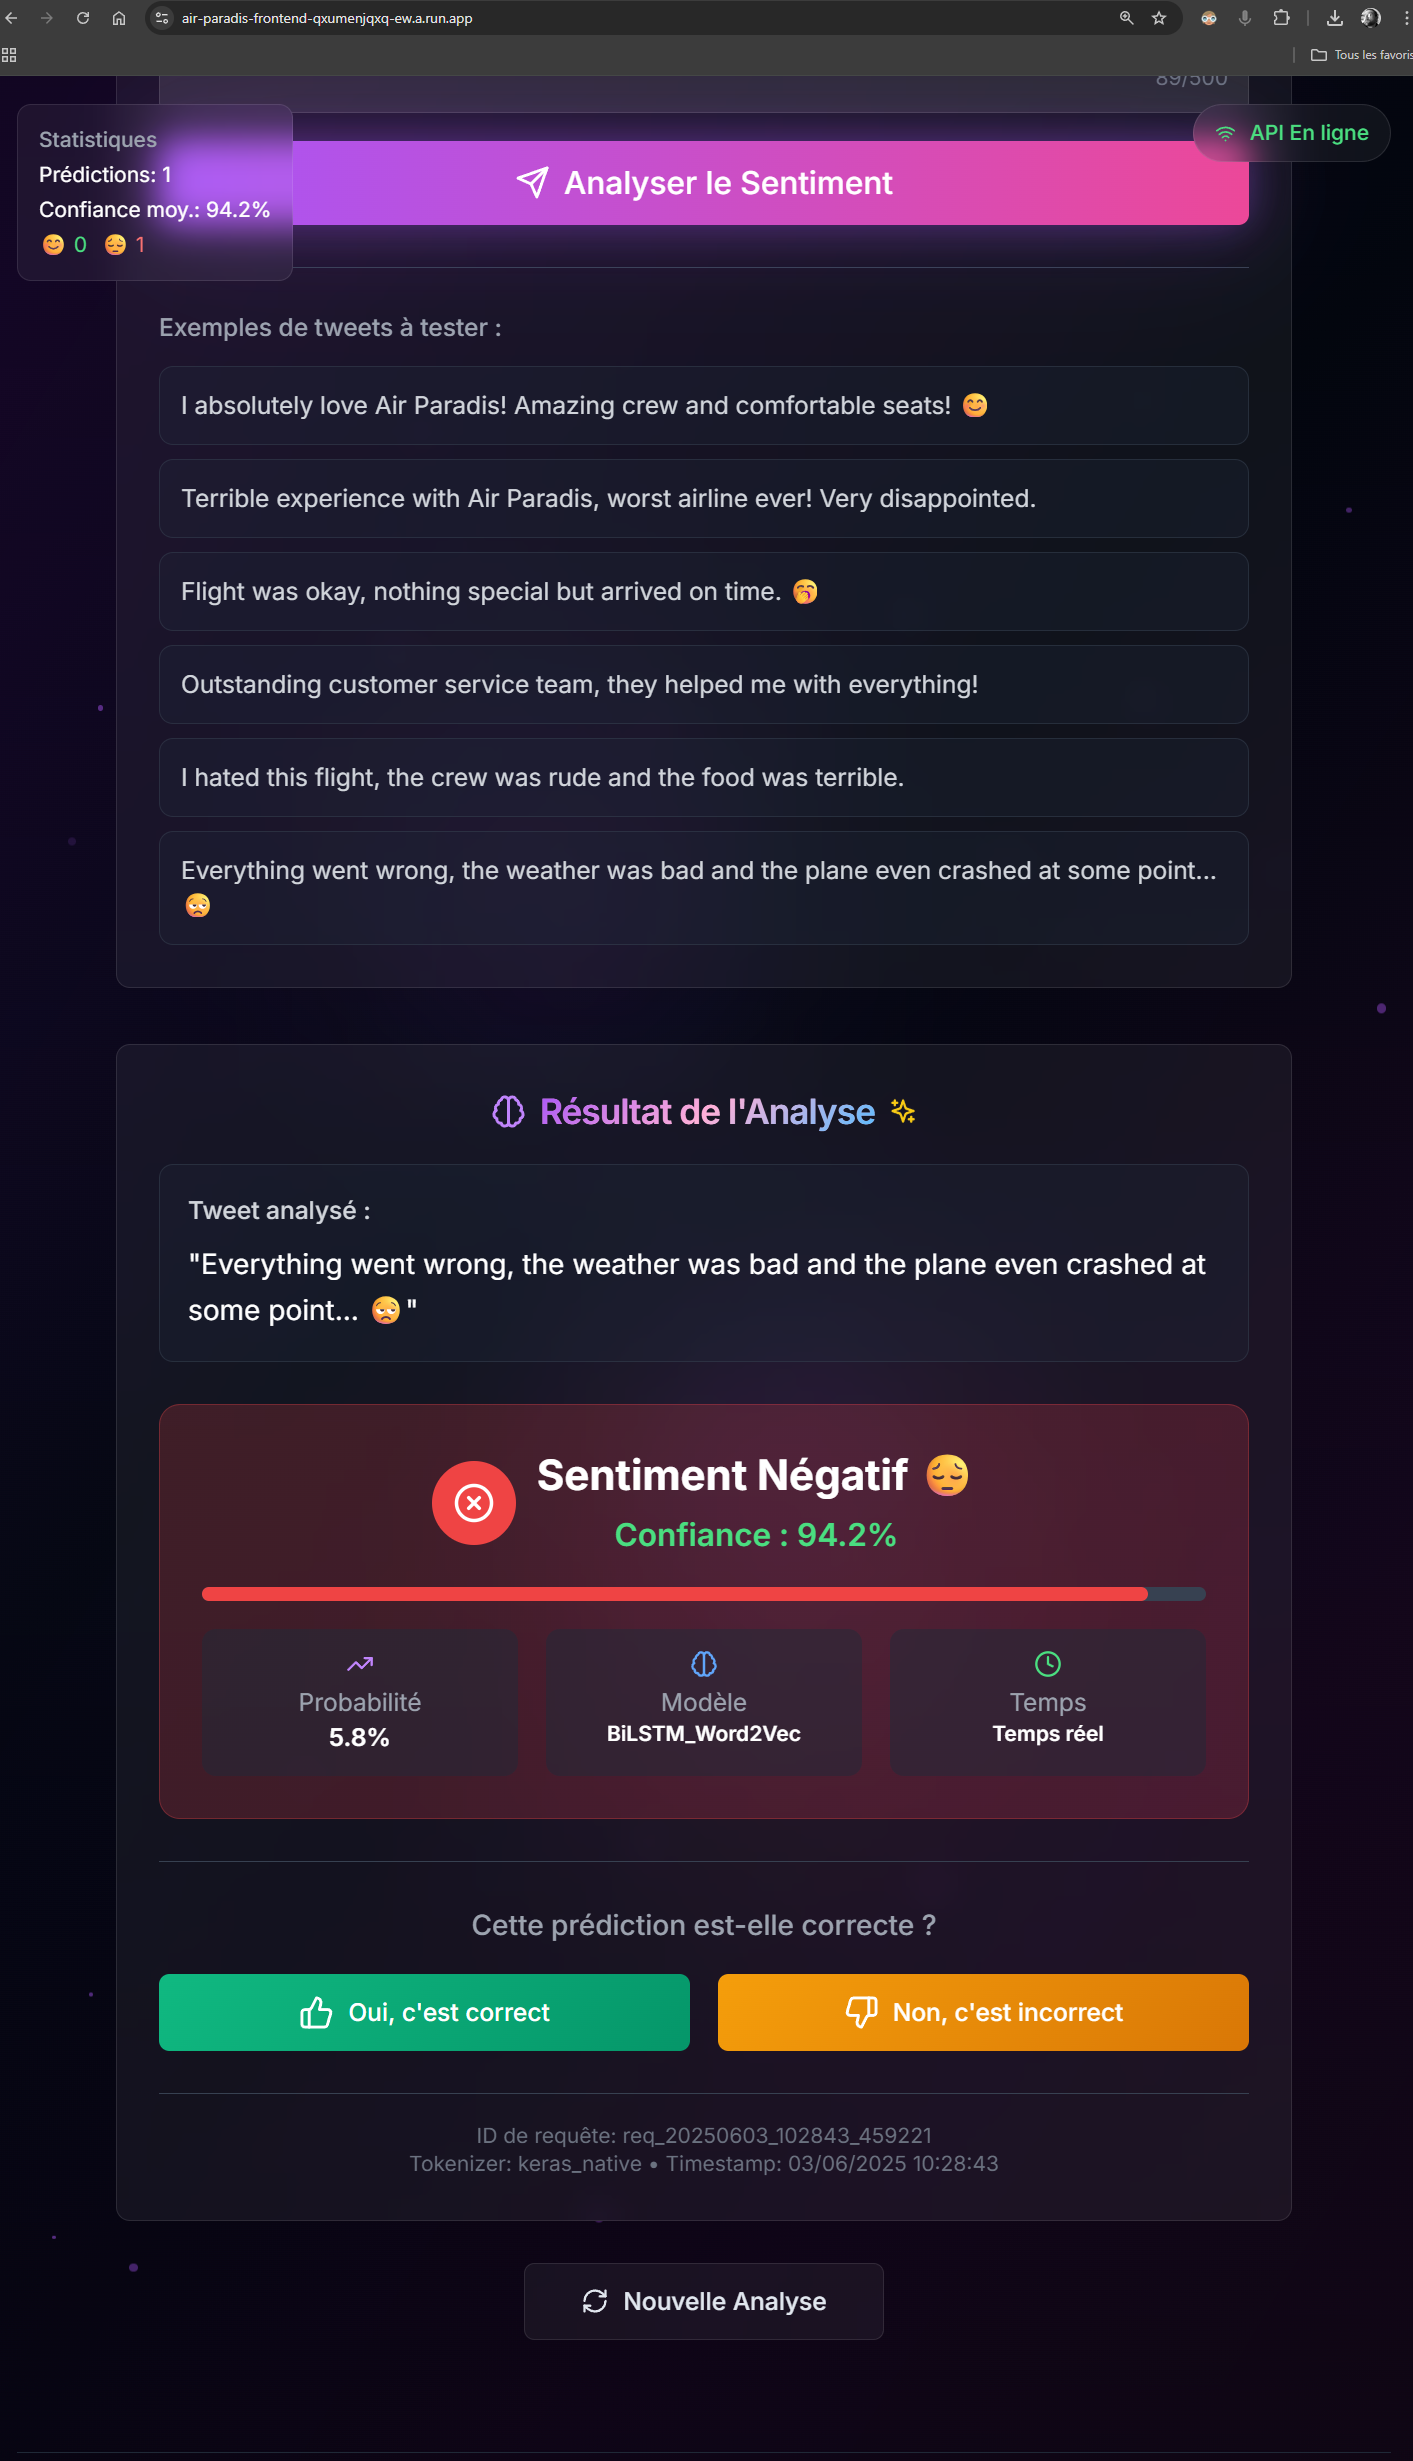 air-paradis-frontend-qxumenjqxq-ew.a.run.app
Tous les favoris
89/500
Statistiques
Prédictions: 1
Confiance moy.: 94.2%
😊 0 😔 1
API En ligne
Analyser le Sentiment
Exemples de tweets à tester :
I absolutely love Air Paradis! Amazing crew and comfortable seats! 😊
Terrible experience with Air Paradis, worst airline ever! Very disappointed.
Flight was okay, nothing special but arrived on time. 🥱
Outstanding customer service team, they helped me with everything!
I hated this flight, the crew was rude and the food was terrible.
Everything went wrong, the weather was bad and the plane even crashed at some point...
😩
Résultat de l'Analyse
Tweet analysé :
"Everything went wrong, the weather was bad and the plane even crashed at
some point... 😩"
Sentiment Négatif 😔
Confiance : 94.2%
Probabilité
5.8%
Modèle
BiLSTM_Word2Vec
Temps
Temps réel
Cette prédiction est-elle correcte ?
Oui, c'est correct
Non, c'est incorrect
ID de requête: req_20250603_102843_459221
Tokenizer: keras_native • Timestamp: 03/06/2025 10:28:43
Nouvelle Analyse